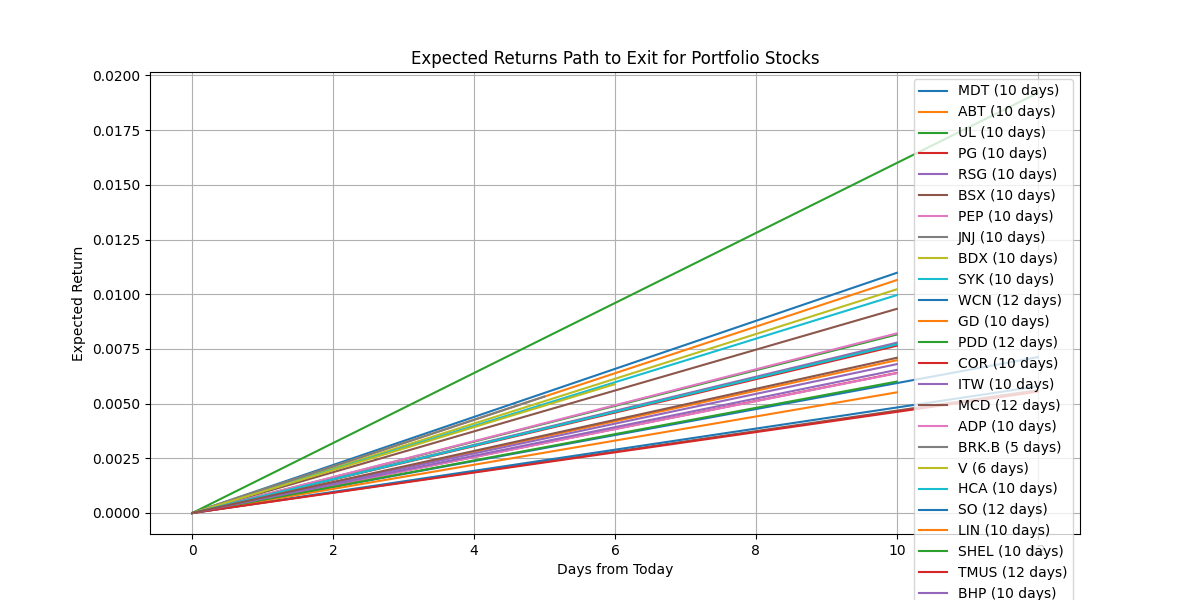 Expected Returns Path to Exit for Portfolio Stocks
Expected Return
0.0200
0.0175
0.0150
0.0125
0.0100
0.0075
0.0050
0.0025
0.0000
0
2
4
6
8
10
Days from Today
MDT (10 days)
ABT (10 days)
UL (10 days)
PG (10 days)
RSG (10 days)
BSX (10 days)
PEP (10 days)
JNJ (10 days)
BDX (10 days)
SYK (10 days)
WCN (12 days)
GD (10 days)
PDD (12 days)
COR (10 days)
ITW (10 days)
MCD (12 days)
ADP (10 days)
BRK.B (5 days)
V (6 days)
HCA (10 days)
SO (12 days)
LIN (10 days)
SHEL (10 days)
TMUS (12 days)
BHP (10 days)